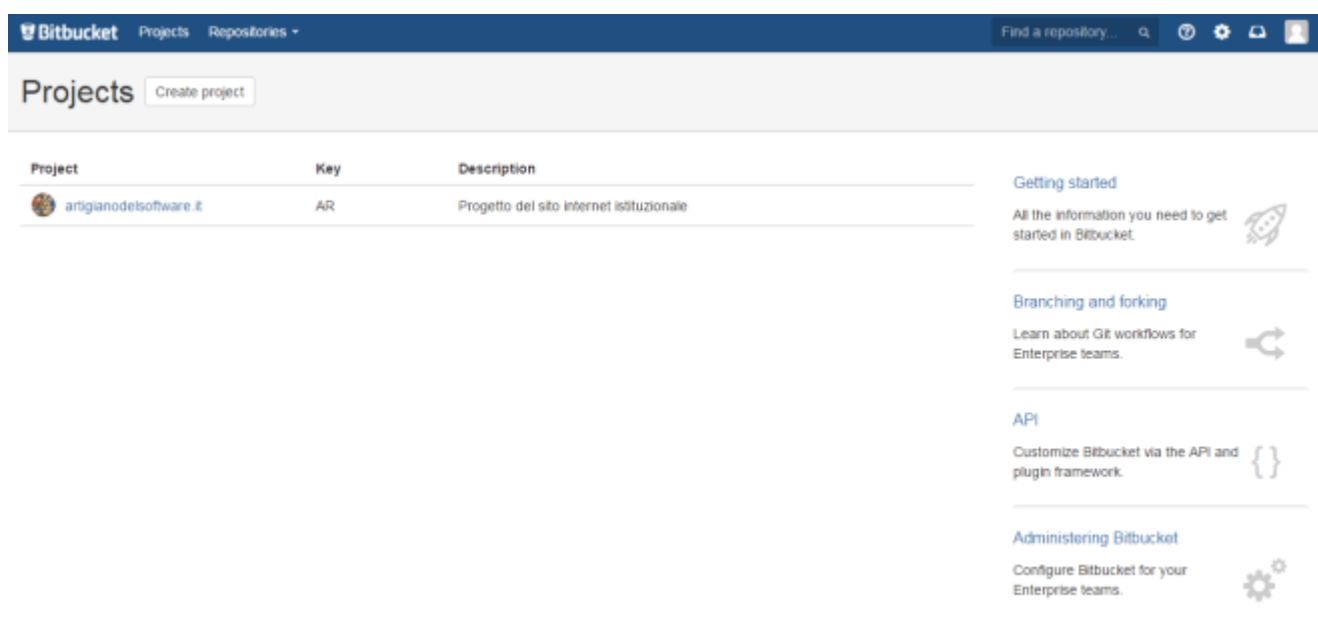 Bitbucket Projects Repositories
Find a repository...
Projects Create project
Project Key Description
artigianodelsoftware.it AR Progetto del sito internet istituzionale
Getting started
All the information you need to get
started in Bitbucket.
Branching and forking
Learn about Git workflows for
Enterprise teams.
API
Customize Bitbucket via the API and
plugin framework.
Administering Bitbucket
Configure Bitbucket for your
Enterprise teams.